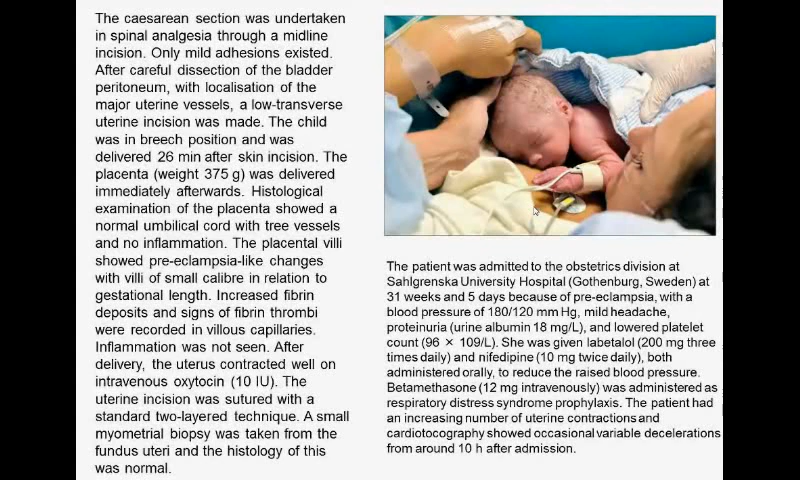 The caesarean section was undertaken
in spinal analgesia through a midline
incision. Only mild adhesions existed.
After careful dissection of the bladder
peritoneum, with localisation of the
major uterine vessels, a low-transverse
uterine incision was made. The child
was in breech position and was
delivered 26 min after skin incision. The
placenta (weight 375 g) was delivered
immediately afterwards. Histological
examination of the placenta showed a
normal umbilical cord with tree vessels
and no inflammation. The placental villi
showed pre-eclampsia-like changes
with villi of small calibre in relation to
gestational length. Increased fibrin
deposits and signs of fibrin thrombi
were recorded in villous capillaries.
Inflammation was not seen. After
delivery, the uterus contracted well on
intravenous oxytocin (10 IU). The
uterine incision was sutured with a
standard two-layered technique. A small
myometrial biopsy was taken from the
fundus uteri and the histology of this
was normal.
The patient was admitted to the obstetrics division at
Sahlgrenska University Hospital (Gothenburg, Sweden) at
31 weeks and 5 days because of pre-eclampsia, with a
blood pressure of 180/120 mm Hg, mild headache,
proteinuria (urine albumin 18 mg/L), and lowered platelet
count (96 × 109/L). She was given labetalol (200 mg three
times daily) and nifedipine (10 mg twice daily), both
administered orally, to reduce the raised blood pressure.
Betamethasone (12 mg intravenously) was administered as
respiratory distress syndrome prophylaxis. The patient had
an increasing number of uterine contractions and
cardiotocography showed occasional variable decelerations
from around 10 h after admission.